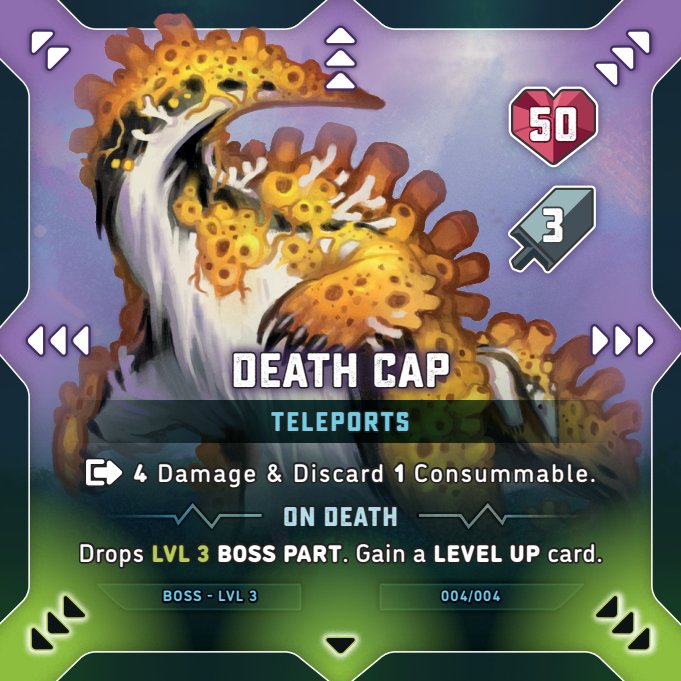 50
3
DEATH CAP
TELEPORTS
4 Damage & Discard 1 Consummable.
ON DEATH
Drops LVL 3 BOSS PART. Gain a LEVEL UP card.
BOSS - LVL 3
004/004